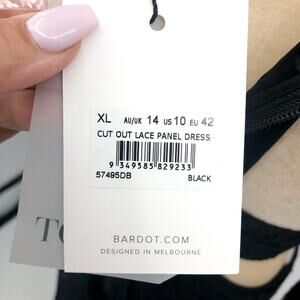 XL AU/UK 14 US 10 EU 42
CUT OUT LACE PANEL DRESS
9 349585 829233
57495DB BLACK
BARDOT.COM
DESIGNED IN MELBOURNE